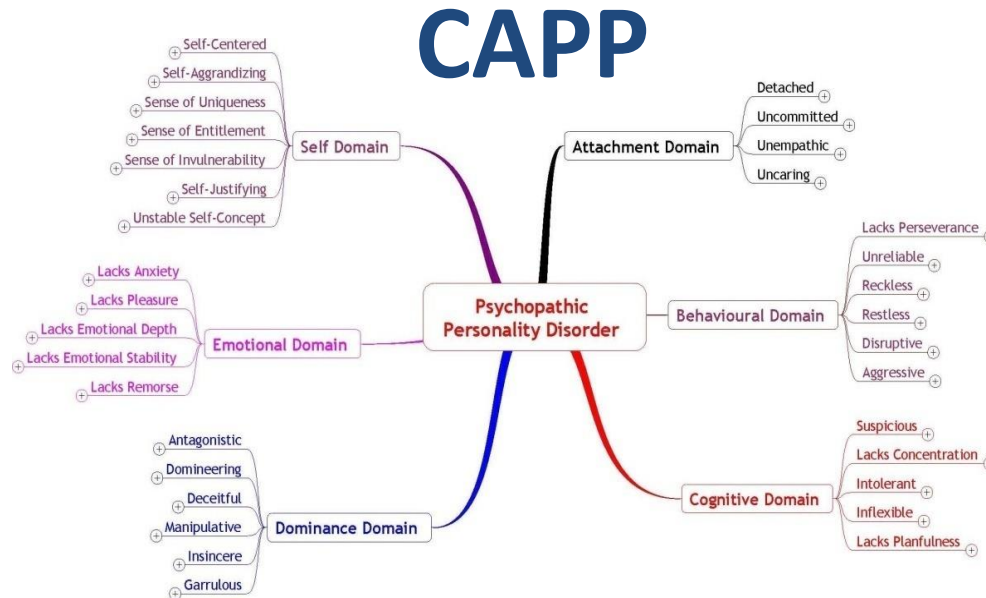 CAPP
Self-Centered
Self-Aggrandizing
Sense of Uniqueness
Sense of Entitlement
Sense of Invulnerability
Self-Justifying
Unstable Self-Concept
Self Domain
Attachment Domain
Detached
Uncommitted
Unempathic
Uncaring
Lacks Anxiety
Lacks Pleasure
Lacks Emotional Depth
Lacks Emotional Stability
Lacks Remorse
Emotional Domain
Psychopathic
Personality Disorder
Behavioural Domain
Lacks Perseverance
Unreliable
Reckless
Restless
Disruptive
Aggressive
Antagonistic
Domineering
Deceitful
Manipulative
Insincere
Garrulous
Dominance Domain
Cognitive Domain
Suspicious
Lacks Concentration
Intolerant
Inflexible
Lacks Planfulness